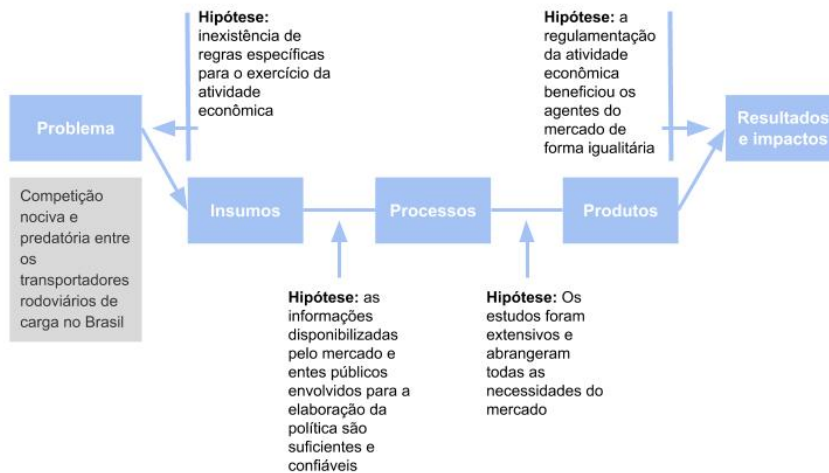 Hipótese:
inexistência de
regras específicas
para o exercício da
atividade
econômica
Hipótese: a
regulamentação
da atividade
econômica
beneficiou os
agentes do
mercado de
forma igualitária
Problema
Resultados
e impactos
Competição
nociva e
predatória entre
os
transportadores
rodoviários de
carga no Brasil
Insumos
Processos
Produtos
Hipótese: as
informações
disponibilizadas
pelo mercado e
entes públicos
envolvidos para a
elaboração da
política são
suficientes e
confiáveis
Hipótese: Os
estudos foram
extensivos e
abrangeram
todas as
necessidades do
mercado